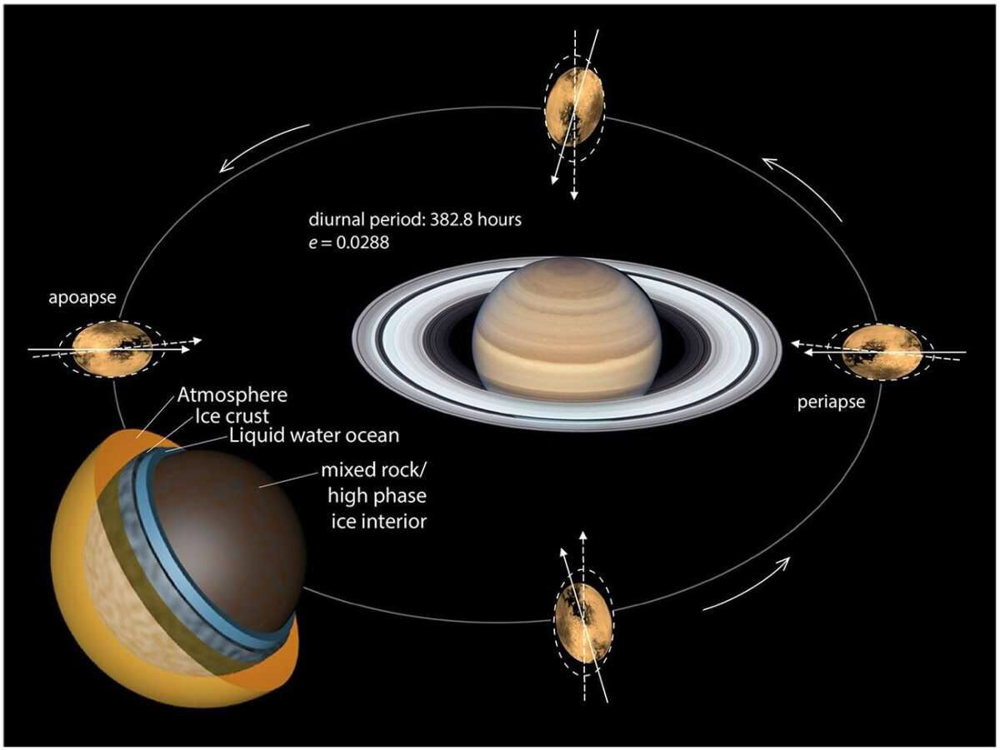 diurnal period: 382.8 hours
e = 0.0288
apoapse
periapse
Atmosphere
Ice crust
Liquid water ocean
mixed rock/
high phase
ice interior